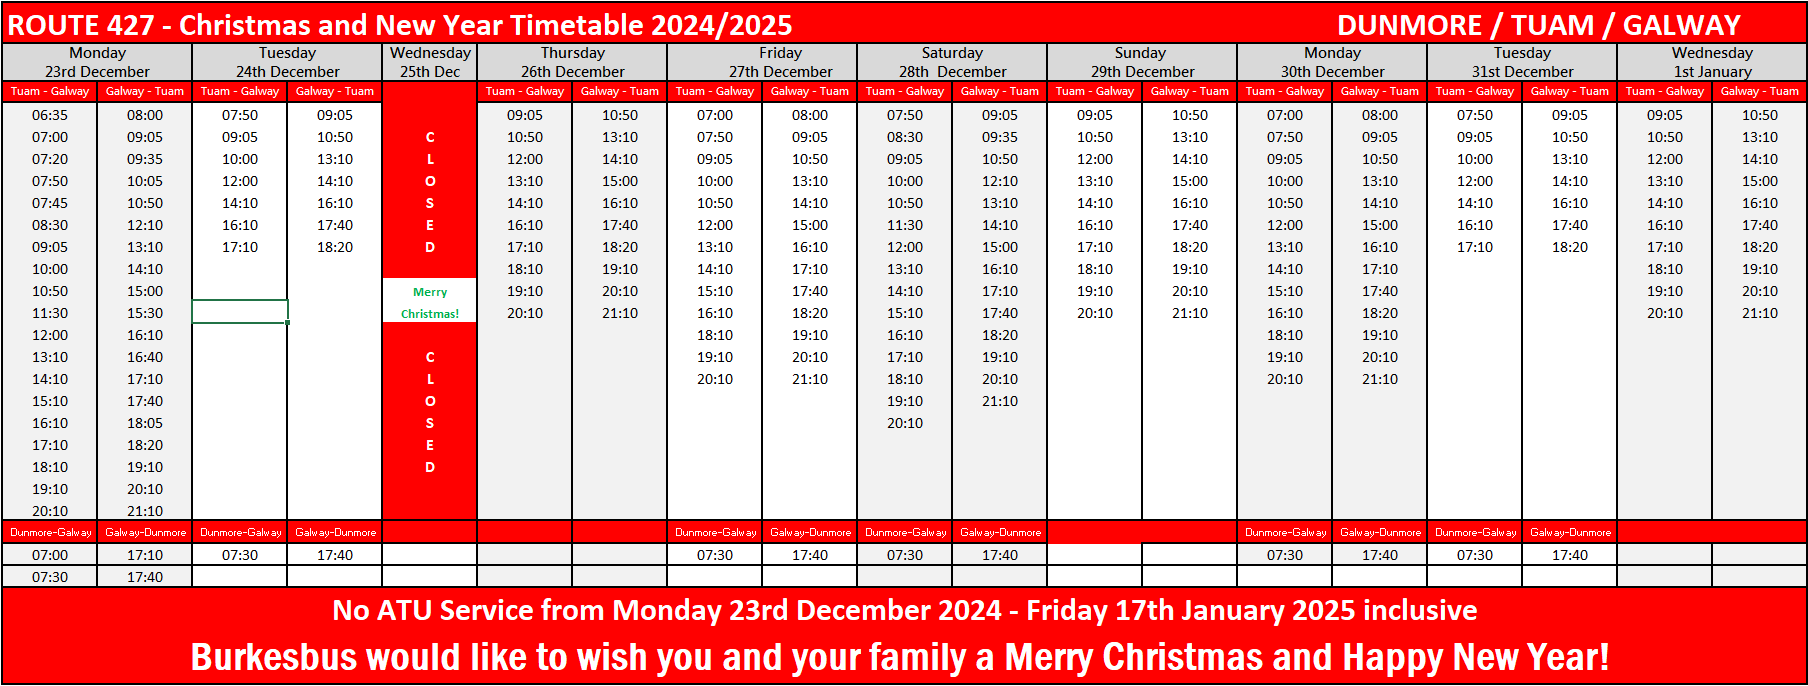 ROUTE 427 - Christmas and New Year Timetable 2024/2025 DUNMORE / TUAM / GALWAY
Monday Tuesday Wednesday Thursday Friday Saturday Sunday Monday Tuesday Wednesday
23rd December 24th December 25th Dec 26th December 27th December 28th December 29th December 30th December 31st December 1st January
Tuam - Galway Galway - Tuam Tuam - Galway Galway - Tuam Tuam - Galway Galway - Tuam Tuam - Galway Galway - Tuam Tuam - Galway Galway - Tuam Tuam - Galway Galway - Tuam Tuam - Galway Galway - Tuam Tuam - Galway Galway - Tuam Tuam - Galway Galway - Tuam
06:35 08:00 07:50 09:05 09:05 10:50 07:00 08:00 07:50 09:05 09:05 10:50 07:00 08:00 07:50 09:05 09:05 10:50
07:00 09:05 09:05 10:50 C 10:50 13:10 07:50 09:05 08:30 09:35 10:50 13:10 07:50 09:05 09:05 10:50 10:50 13:10
07:20 09:35 10:00 13:10 L 12:00 14:10 09:05 10:50 09:05 10:50 12:00 14:10 09:05 10:50 10:00 13:10 12:00 14:10
07:50 10:05 12:00 14:10 O 13:10 15:00 10:00 13:10 10:00 12:10 13:10 15:00 10:00 13:10 12:00 14:10 13:10 15:00
07:45 10:50 14:10 16:10 S 14:10 16:10 10:50 14:10 10:50 13:10 14:10 16:10 10:50 14:10 14:10 16:10 14:10 16:10
08:30 12:10 16:10 17:40 E 16:10 17:40 12:00 15:00 11:30 14:10 16:10 17:40 12:00 15:00 16:10 17:40 16:10 17:40
09:05 13:10 17:10 18:20 D 17:10 18:20 13:10 16:10 12:00 15:00 17:10 18:20 13:10 16:10 17:10 18:20 17:10 18:20
10:00 14:10 18:10 19:10 14:10 17:10 13:10 16:10 18:10 19:10 14:10 17:10 18:10 19:10
10:50 15:00 Merry 19:10 20:10 15:10 17:40 14:10 17:10 19:10 20:10 15:10 17:40 19:10 20:10
11:30 15:30 Christmas! 20:10 21:10 16:10 18:20 15:10 17:40 20:10 21:10 16:10 18:20 20:10 21:10
12:00 16:10 18:10 19:10 16:10 18:20 18:10 19:10
13:10 16:40 C 19:10 20:10 17:10 19:10 19:10 20:10
14:10 17:10 L 20:10 21:10 18:10 20:10 20:10 21:10
15:10 17:40 O 19:10 21:10
16:10 18:05 S 20:10
17:10 18:20 E
18:10 19:10 D
19:10 20:10
20:10 21:10
Dunmore-Galway Galway-Dunmore Dunmore-Galway Galway-Dunmore Dunmore-Galway Galway-Dunmore Dunmore-Galway Galway-Dunmore Dunmore-Galway Galway-Dunmore Dunmore-Galway Galway-Dunmore
07:00 17:10 07:30 17:40 07:30 17:40 07:30 17:40 07:30 17:40 07:30 17:40
07:30 17:40
No ATU Service from Monday 23rd December 2024 - Friday 17th January 2025 inclusive
Burkesbus would like to wish you and your family a Merry Christmas and Happy New Year!